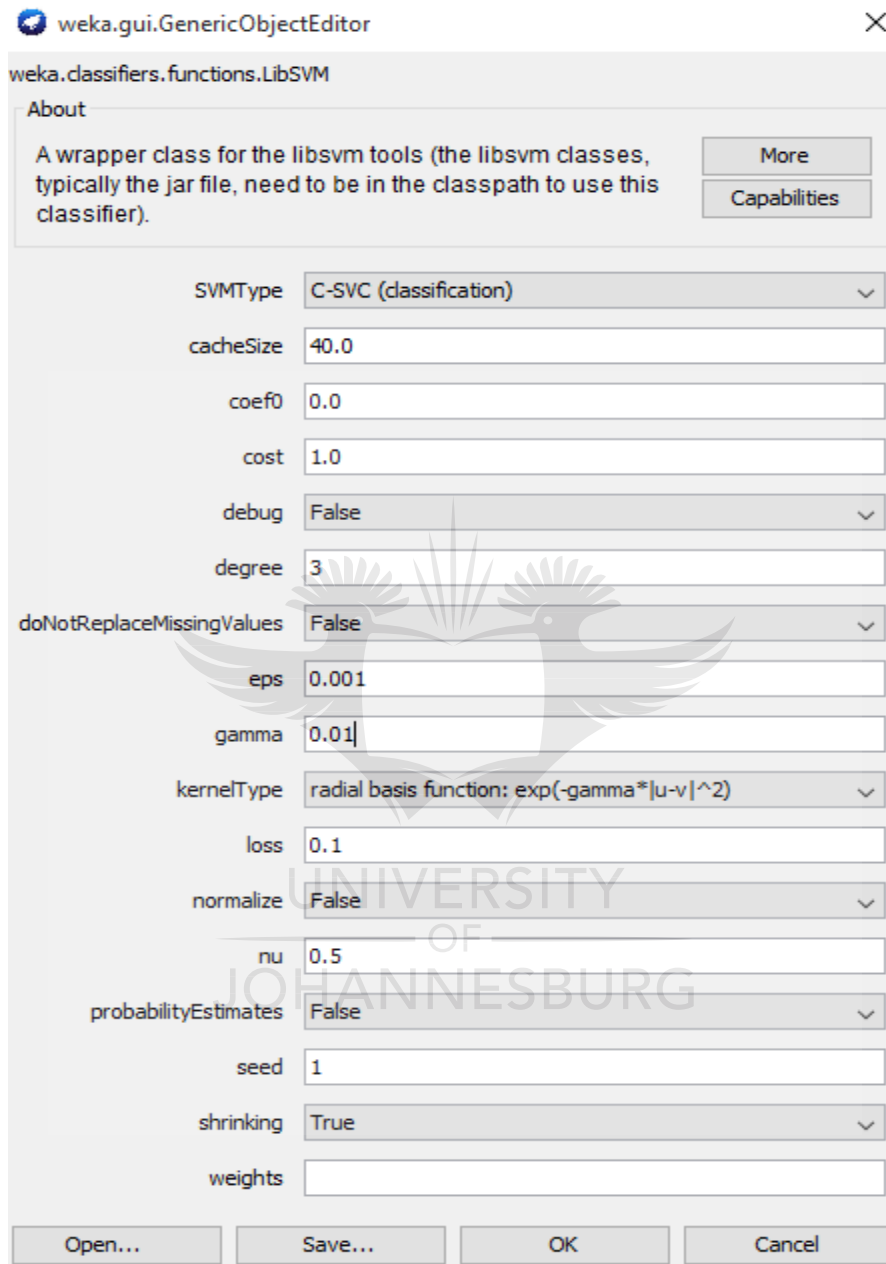 weka.gui.GenericObjectEditor
weka.classifiers.functions.LibSVM
About
A wrapper class for the libsvm tools (the libsvm classes,
typically the jar file, need to be in the classpath to use this
classifier).
More
Capabilities
SVMType C-SVC (classification)
cacheSize 40.0
coef0 0.0
cost 1.0
debug False
degree 3
doNotReplaceMissingValues False
eps 0.001
gamma 0.01
kernelType radial basis function: exp(-gamma*|u-v|^2)
loss 0.1
normalize False
nu 0.5
probabilityEstimates False
seed 1
shrinking True
weights
Open... Save... OK Cancel
UNIVERSITY
OF
JOHANNESBURG